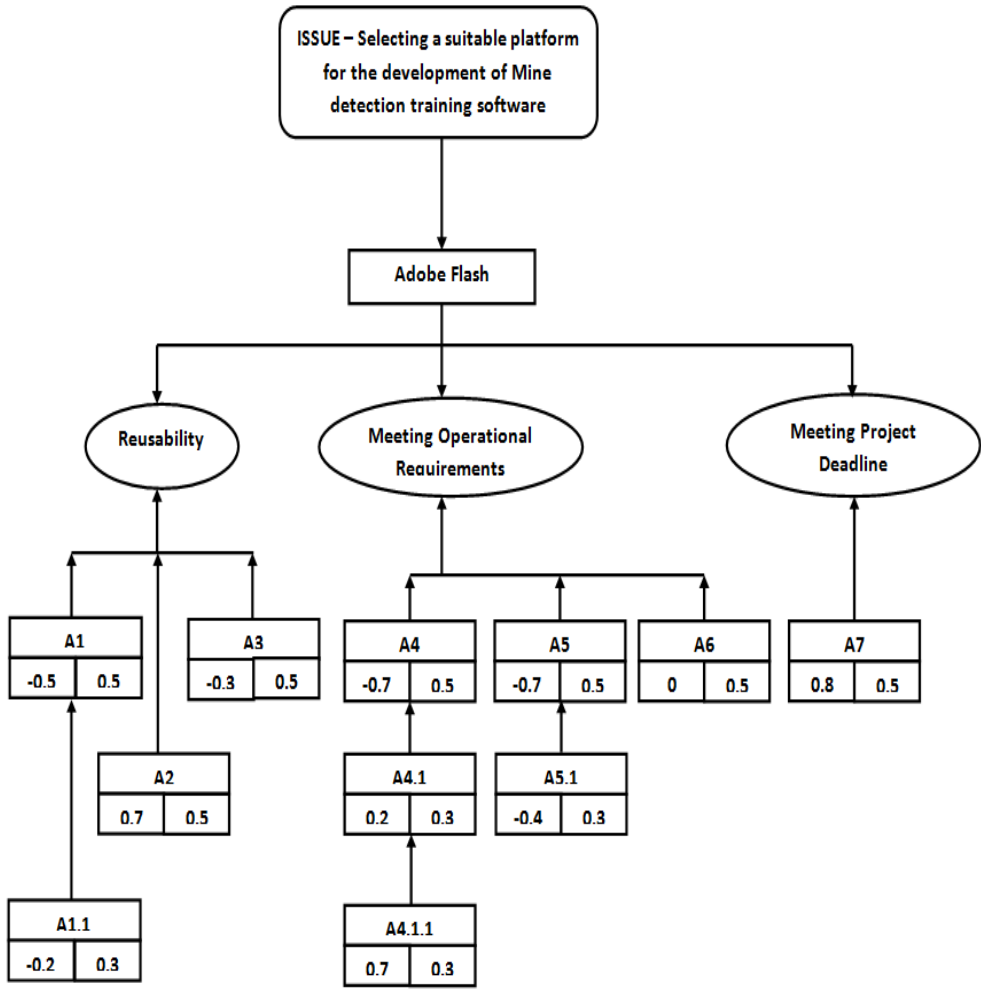 ISSUE – Selecting a suitable platform
for the development of Mine
detection training software
Adobe Flash
Reusability
Meeting Operational
Requirements
Meeting Project
Deadline
A1
-0.5 0.5
A3
-0.3 0.5
A4
-0.7 0.5
A5
-0.7 0.5
A6
0 0.5
A7
0.8 0.5
A2
0.7 0.5
A4.1
0.2 0.3
A5.1
-0.4 0.3
A1.1
-0.2 0.3
A4.1.1
0.7 0.3